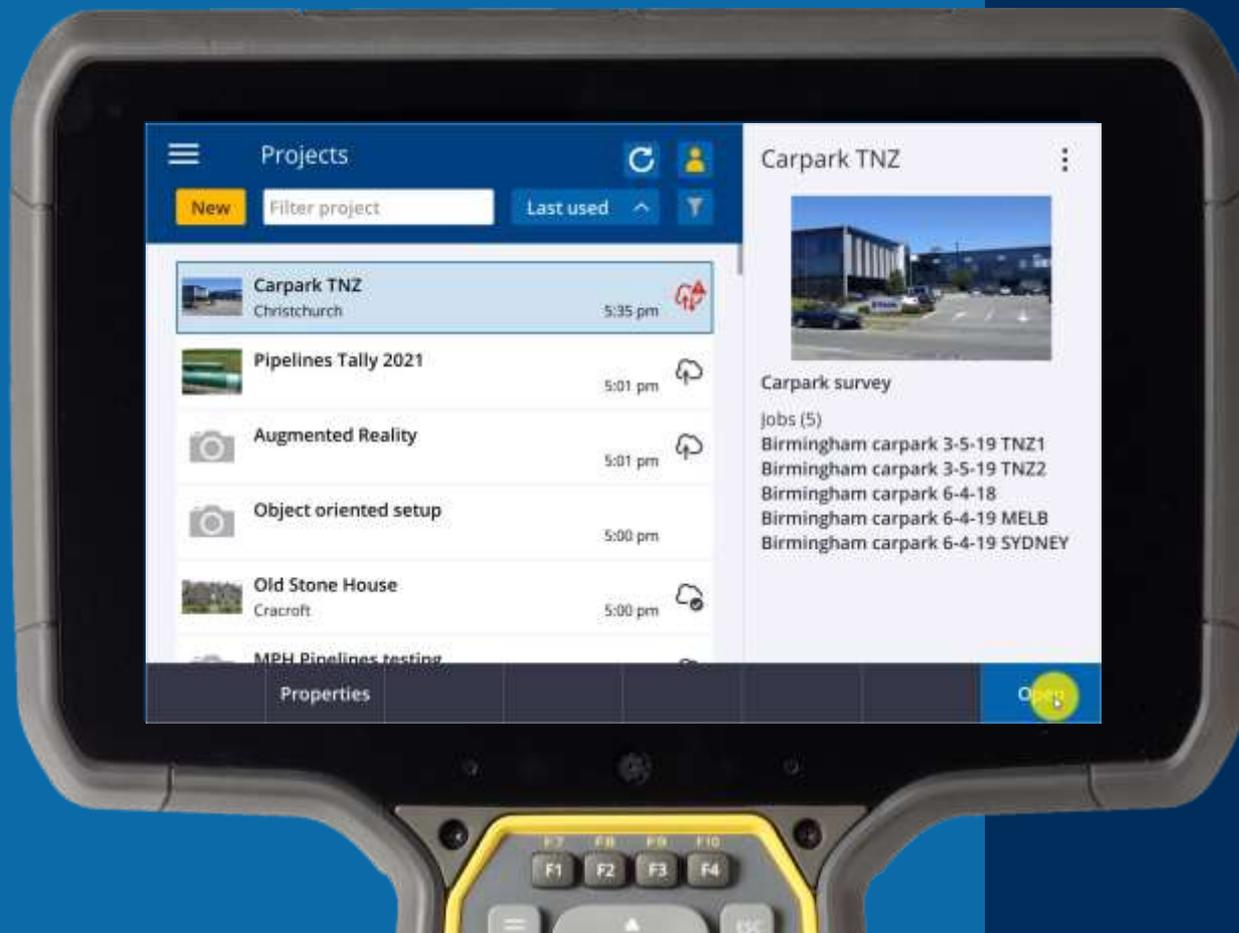 Projects
New
Filter project
Last used
Carpark TNZ
Christchurch
5:35 pm
Pipelines Tally 2021
5:01 pm
Augmented Reality
5:01 pm
Object oriented setup
5:00 pm
Old Stone House
Cracroft
5:00 pm
MPH Pipelines testing
Properties
Open
Carpark TNZ
Carpark survey
Jobs (5)
Birmingham carpark 3-5-19 TNZ1
Birmingham carpark 3-5-19 TNZ2
Birmingham carpark 6-4-18
Birmingham carpark 6-4-19 MELB
Birmingham carpark 6-4-19 SYDNEY
F7 F8 F9 F10
F1 F2 F3 F4
ESC